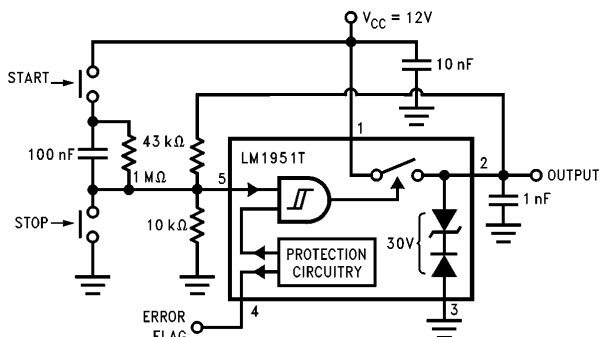 V_CC = 12V
START
10 nF
43 kΩ
1
LM1951T
100 nF
1 MΩ
5
2
OUTPUT
1 nF
STOP
10 kΩ
30V
PROTECTION
CIRCUITRY
4
3
ERROR
FLAG